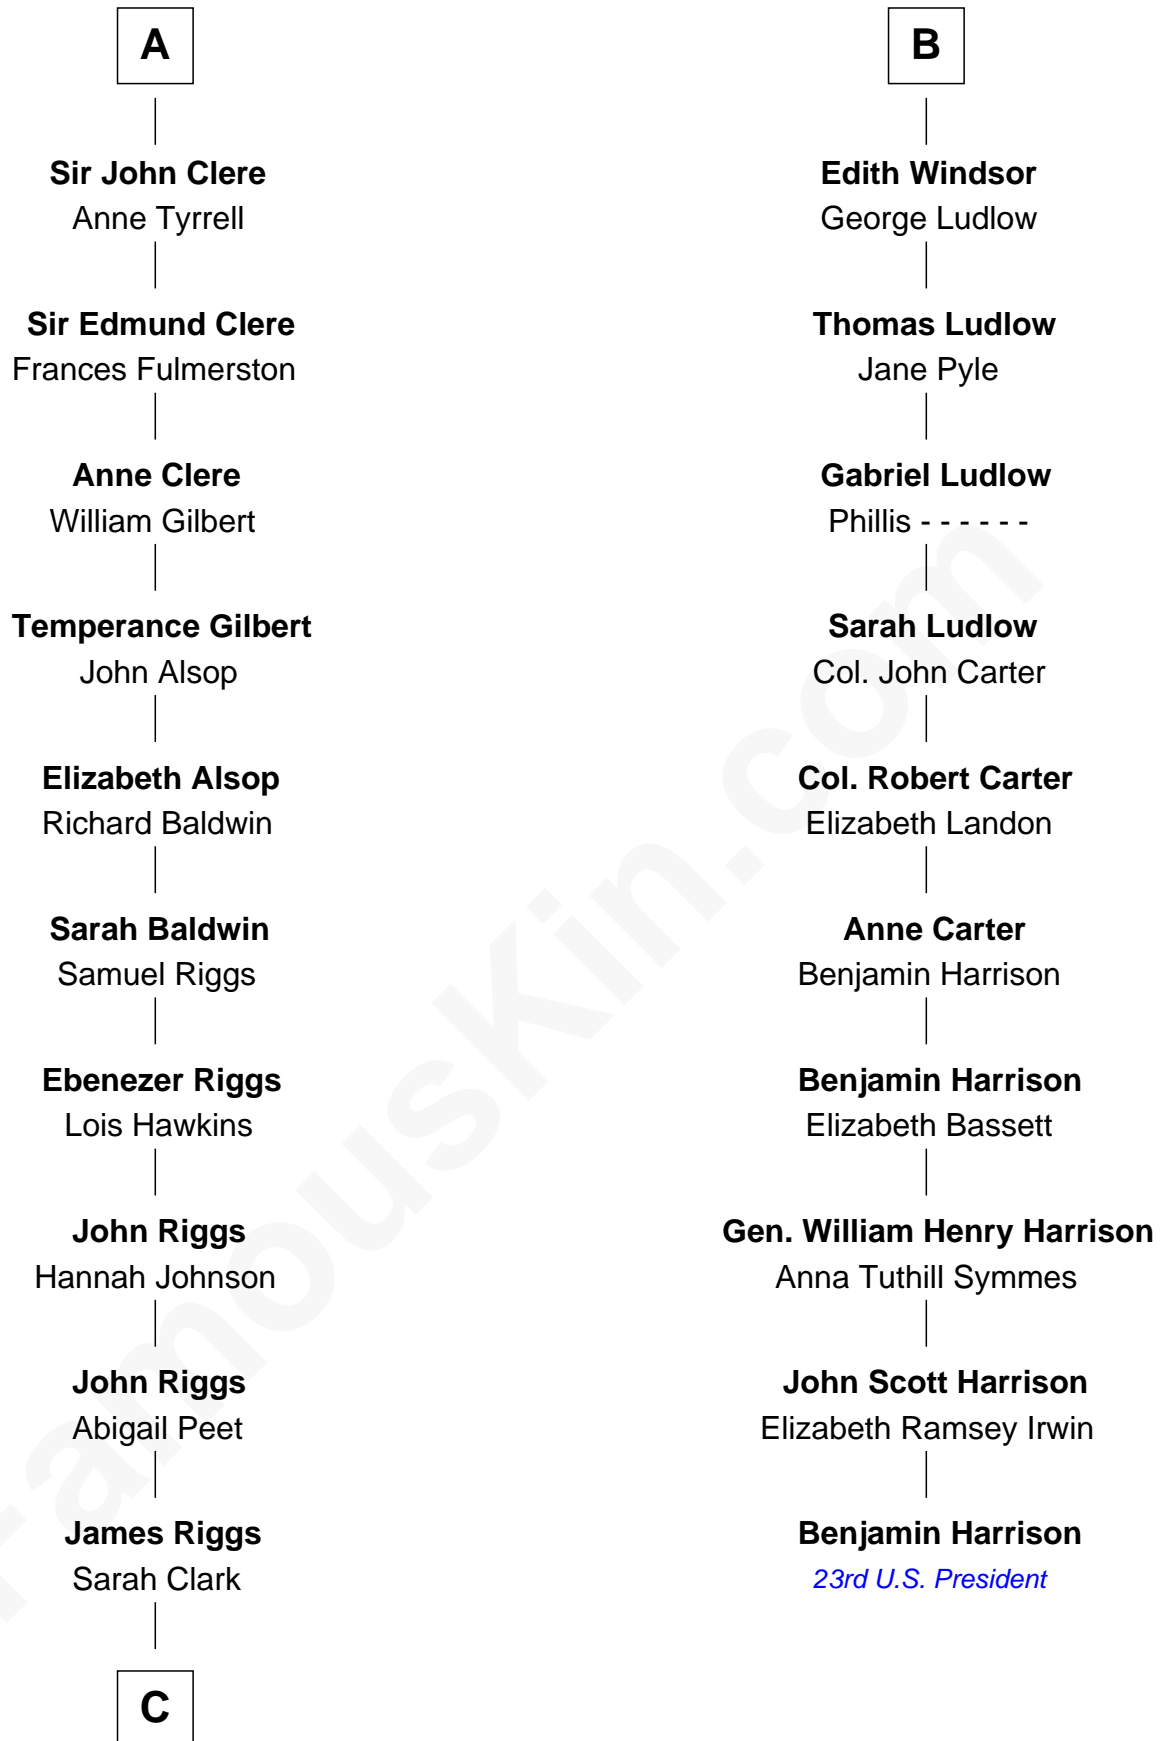 A
Sir John Clere
Anne Tyrrell
Sir Edmund Clere
Frances Fulmerston
Anne Clere
William Gilbert
Temperance Gilbert
John Alsop
Elizabeth Alsop
Richard Baldwin
Sarah Baldwin
Samuel Riggs
Ebenezer Riggs
Lois Hawkins
John Riggs
Hannah Johnson
John Riggs
Abigail Peet
James Riggs
Sarah Clark
C
B
Edith Windsor
George Ludlow
Thomas Ludlow
Jane Pyle
Gabriel Ludlow
Phillis - - - - - -
Sarah Ludlow
Col. John Carter
Col. Robert Carter
Elizabeth Landon
Anne Carter
Benjamin Harrison
Benjamin Harrison
Elizabeth Bassett
Gen. William Henry Harrison
Anna Tuthill Symmes
John Scott Harrison
Elizabeth Ramsey Irwin
Benjamin Harrison
23rd U.S. President
FamousKin.com